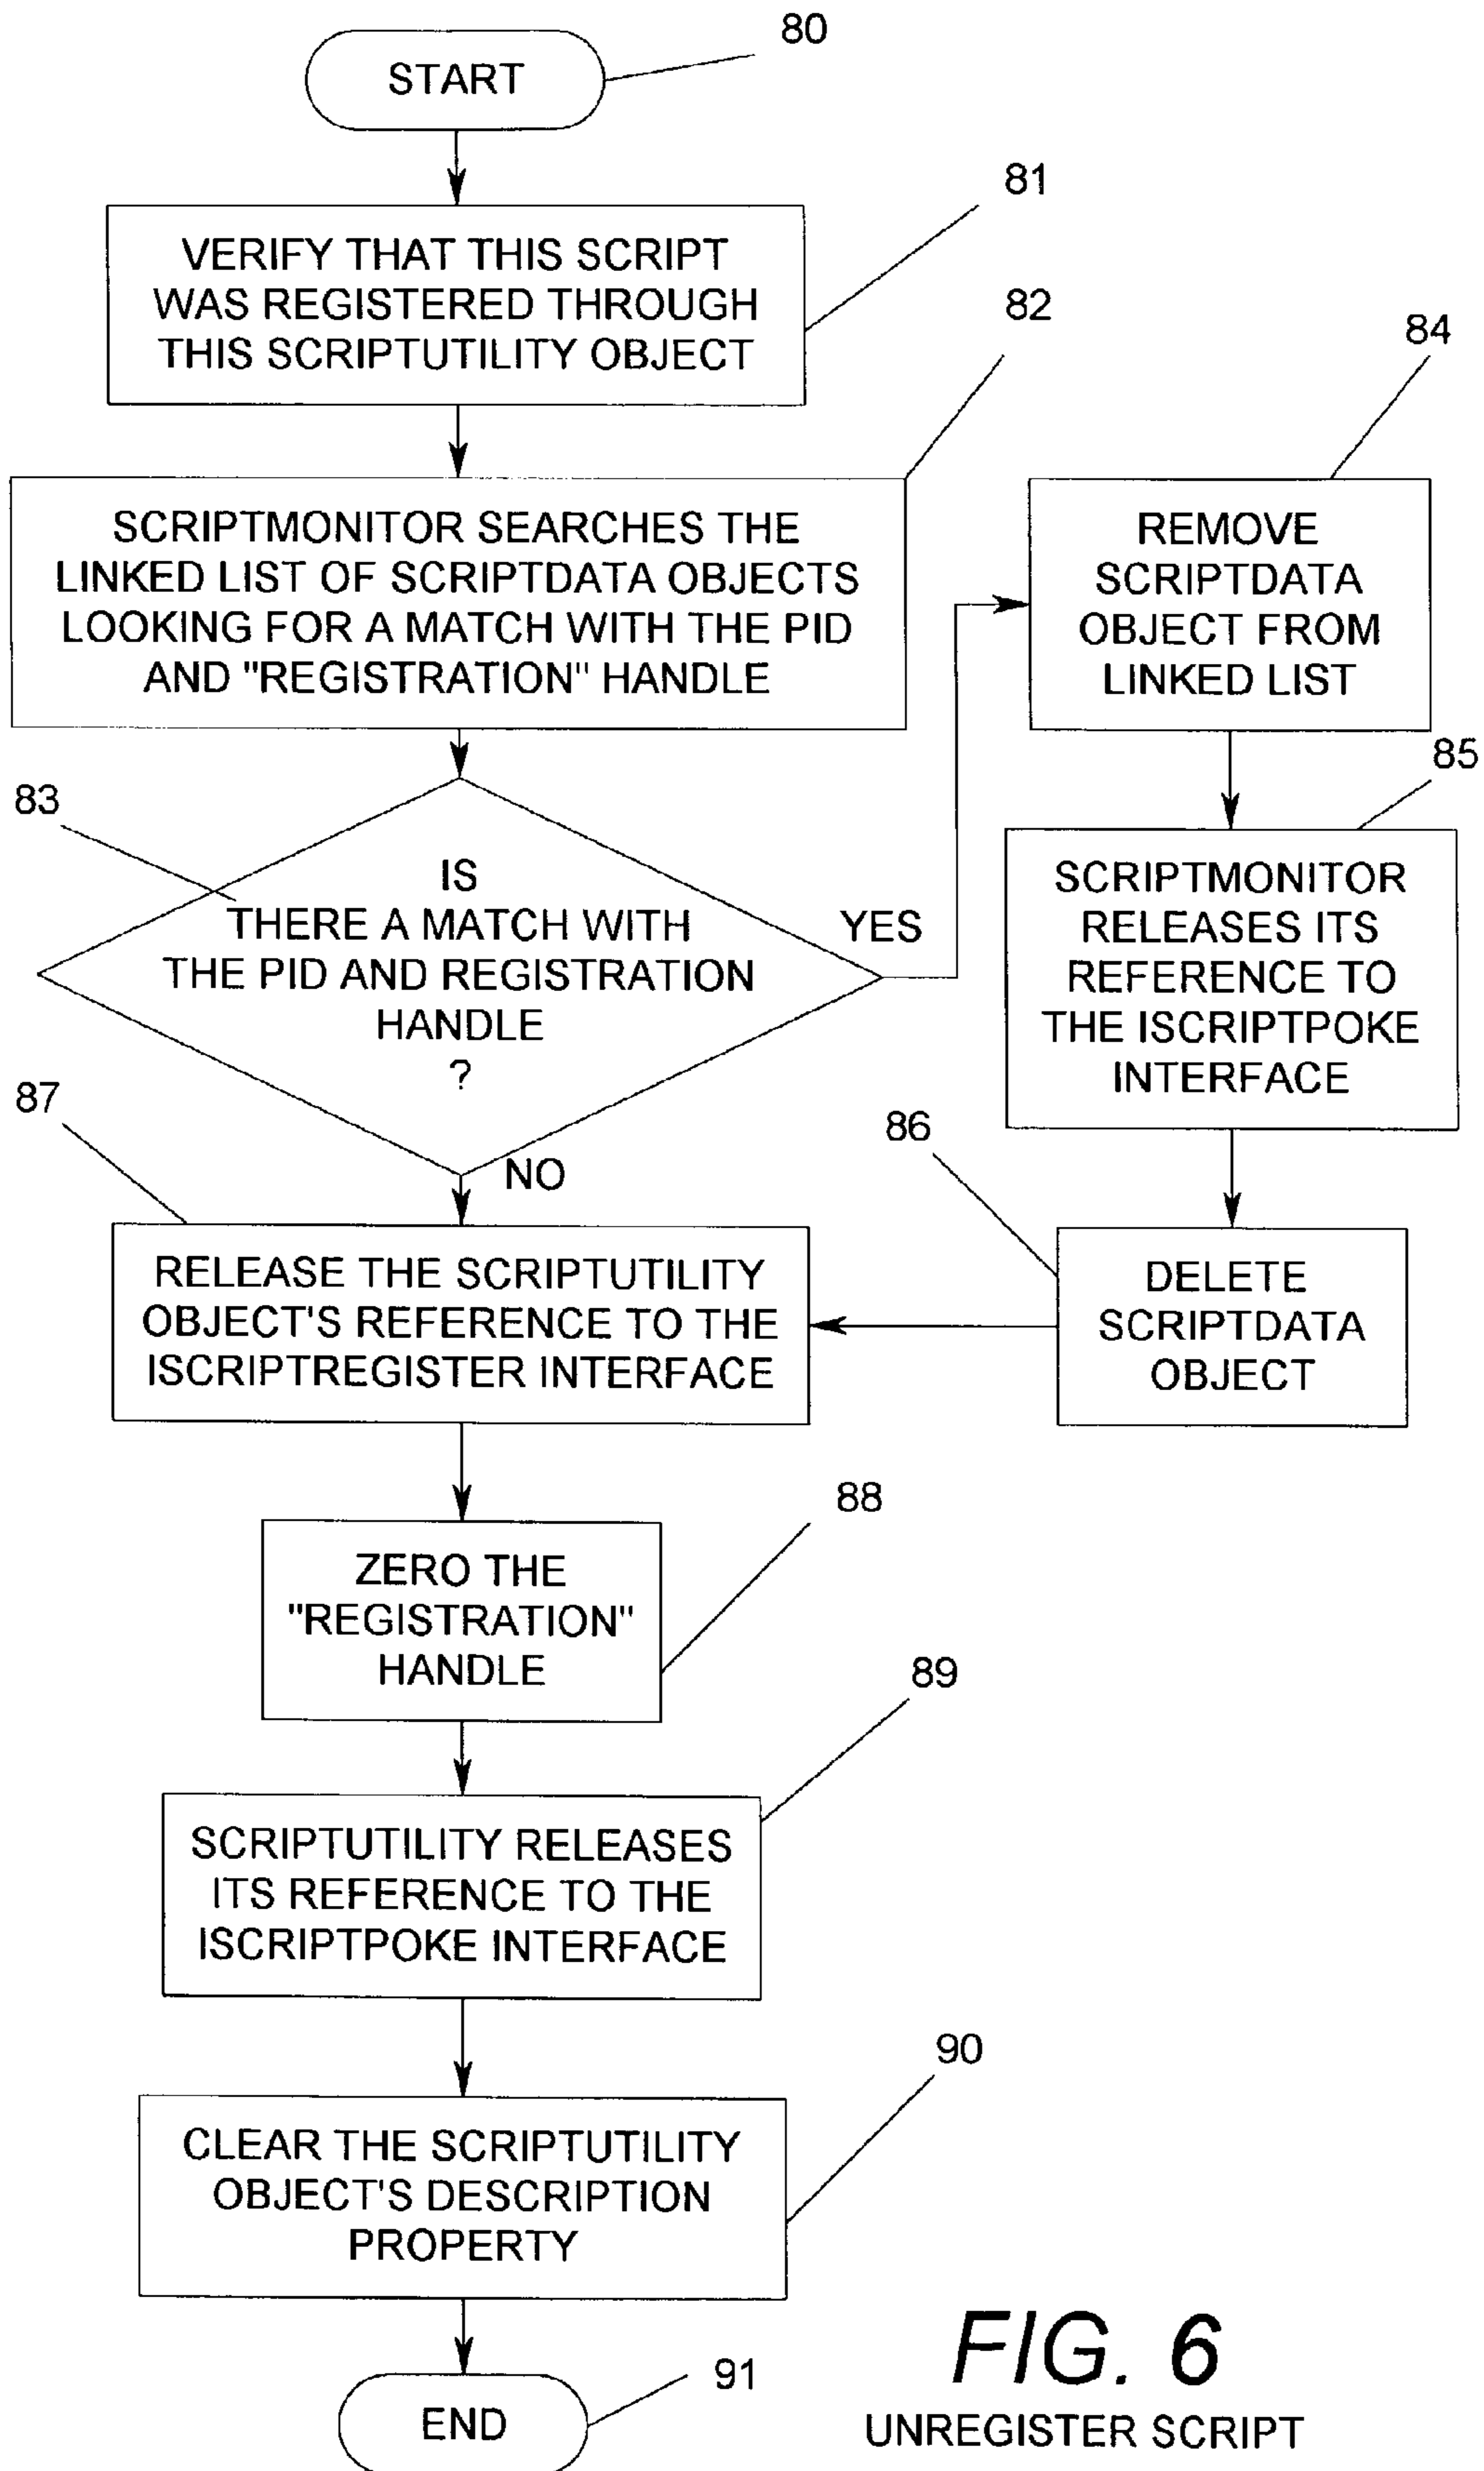 80
START
81
VERIFY THAT THIS SCRIPT
WAS REGISTERED THROUGH
THIS SCRIPTUTILITY OBJECT
82
SCRIPTMONITOR SEARCHES THE
LINKED LIST OF SCRIPTDATA OBJECTS
LOOKING FOR A MATCH WITH THE PID
AND "REGISTRATION" HANDLE
83
IS
THERE A MATCH WITH
THE PID AND REGISTRATION
HANDLE
?
YES
NO
84
REMOVE
SCRIPTDATA
OBJECT FROM
LINKED LIST
85
SCRIPTMONITOR
RELEASES ITS
REFERENCE TO
THE ISCRIPTPOKE
INTERFACE
86
DELETE
SCRIPTDATA
OBJECT
87
RELEASE THE SCRIPTUTILITY
OBJECT'S REFERENCE TO THE
ISCRIPTREGISTER INTERFACE
88
ZERO THE
"REGISTRATION"
HANDLE
89
SCRIPTUTILITY RELEASES
ITS REFERENCE TO THE
ISCRIPTPOKE INTERFACE
90
CLEAR THE SCRIPTUTILITY
OBJECT'S DESCRIPTION
PROPERTY
91
END
FIG. 6
UNREGISTER SCRIPT